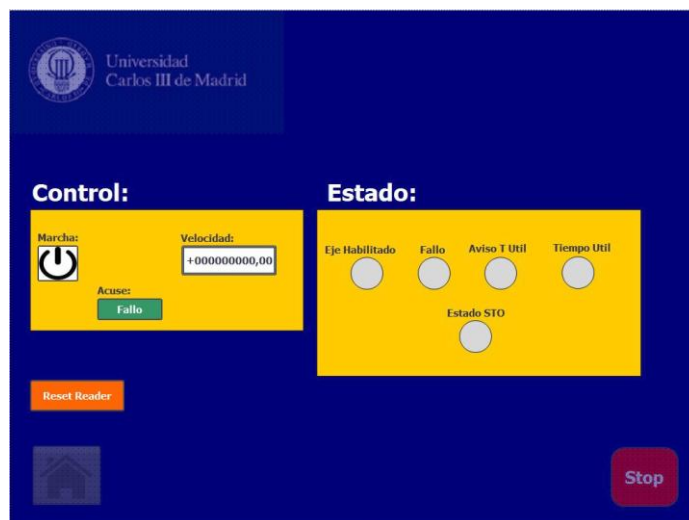 Universidad
Carlos III de Madrid
Control:
Marcha:
Velocidad:
+000000000,00
Acuse:
Fallo
Estado:
Eje Habilitado
Fallo
Aviso T Util
Tiempo Util
Estado STO
Reset Reader
Stop